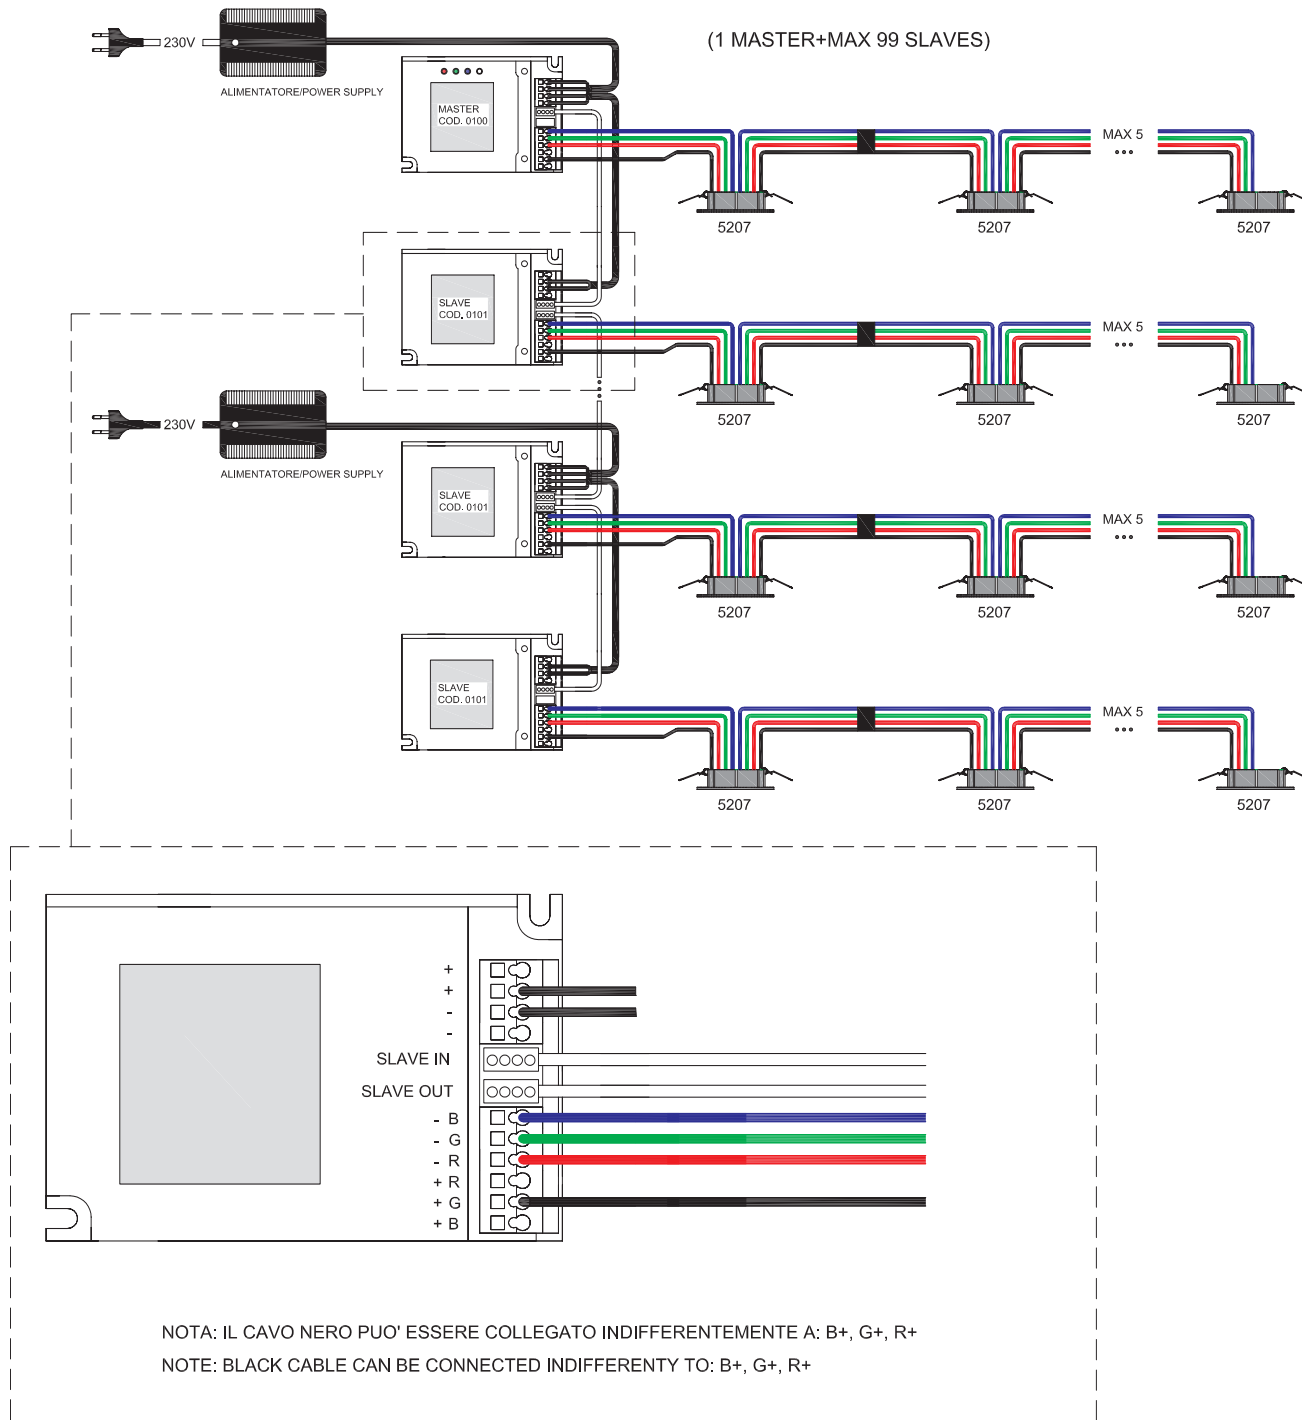 230V
ALIMENTATORE/POWER SUPPLY
(1 MASTER+MAX 99 SLAVES)
MASTER
COD. 0100
MAX 5
5207
5207
5207
SLAVE
COD. 0101
MAX 5
5207
5207
5207
230V
ALIMENTATORE/POWER SUPPLY
SLAVE
COD. 0101
MAX 5
5207
5207
5207
SLAVE
COD. 0101
MAX 5
5207
5207
5207
+
+
-
-
SLAVE IN
SLAVE OUT
- B
- G
- R
+ R
+ G
+ B
NOTA: IL CAVO NERO PUO' ESSERE COLLEGATO INDIFFERENTEMENTE A: B+, G+, R+
NOTE: BLACK CABLE CAN BE CONNECTED INDIFFERENTY TO: B+, G+, R+